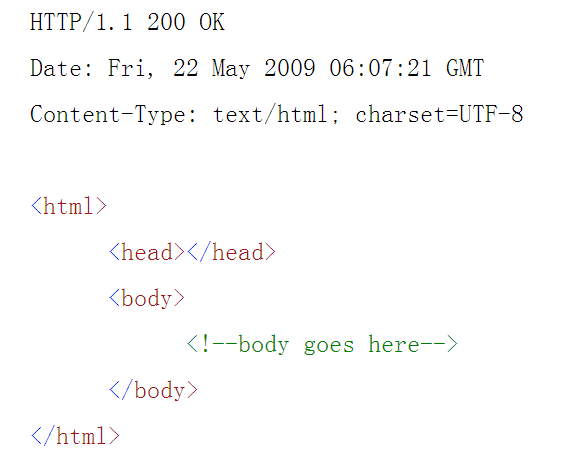 HTTP/1.1 200 OK
Date: Fri, 22 May 2009 06:07:21 GMT
Content-Type: text/html; charset=UTF-8

<html>
      <head></head>
      <body>
            <!--body goes here-->
      </body>
</html>